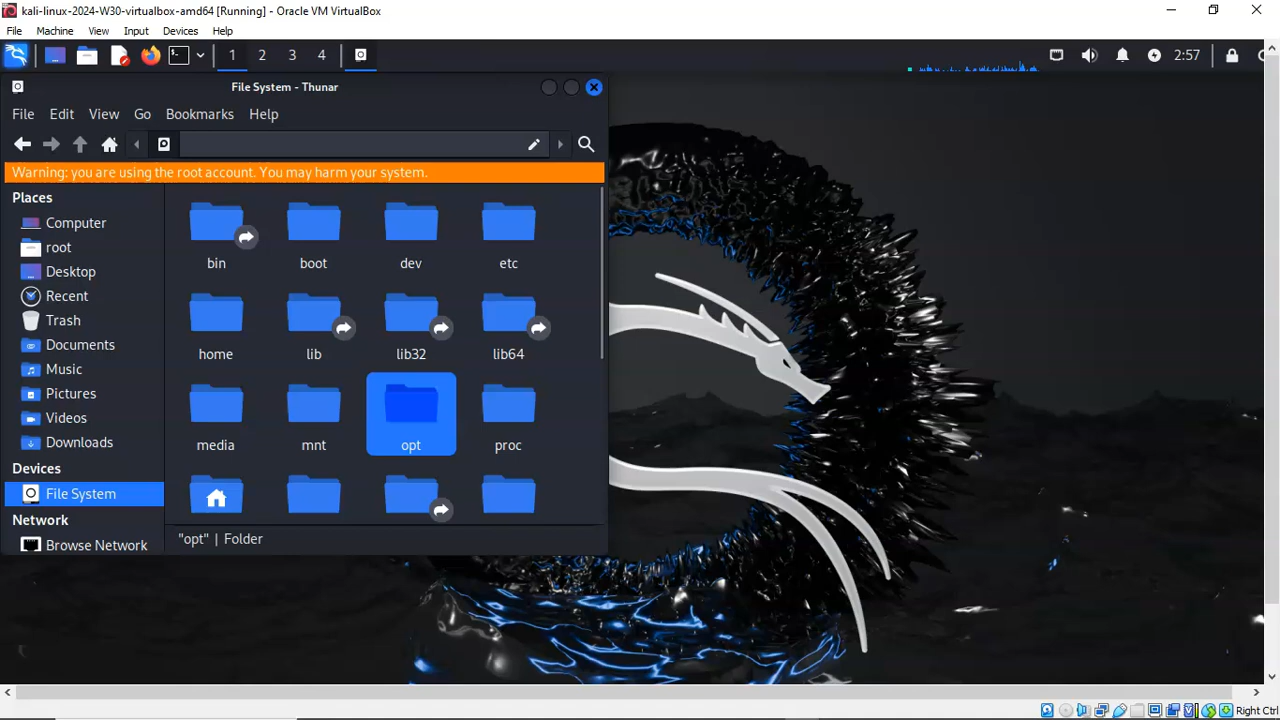 kali-linux-2024-W30-virtualbox-amd64 [Running] - Oracle VM VirtualBox
File Machine View Input Devices Help
1 2 3 4 2:57
File System - Thunar
File Edit View Go Bookmarks Help
Warning: you are using the root account. You may harm your system.
Places
Computer
root
Desktop
Recent
Trash
Documents
Music
Pictures
Videos
Downloads
Devices
File System
Network
Browse Network
bin boot dev etc
home lib lib32 lib64
media mnt opt proc
"opt" | Folder
Right Ctrl